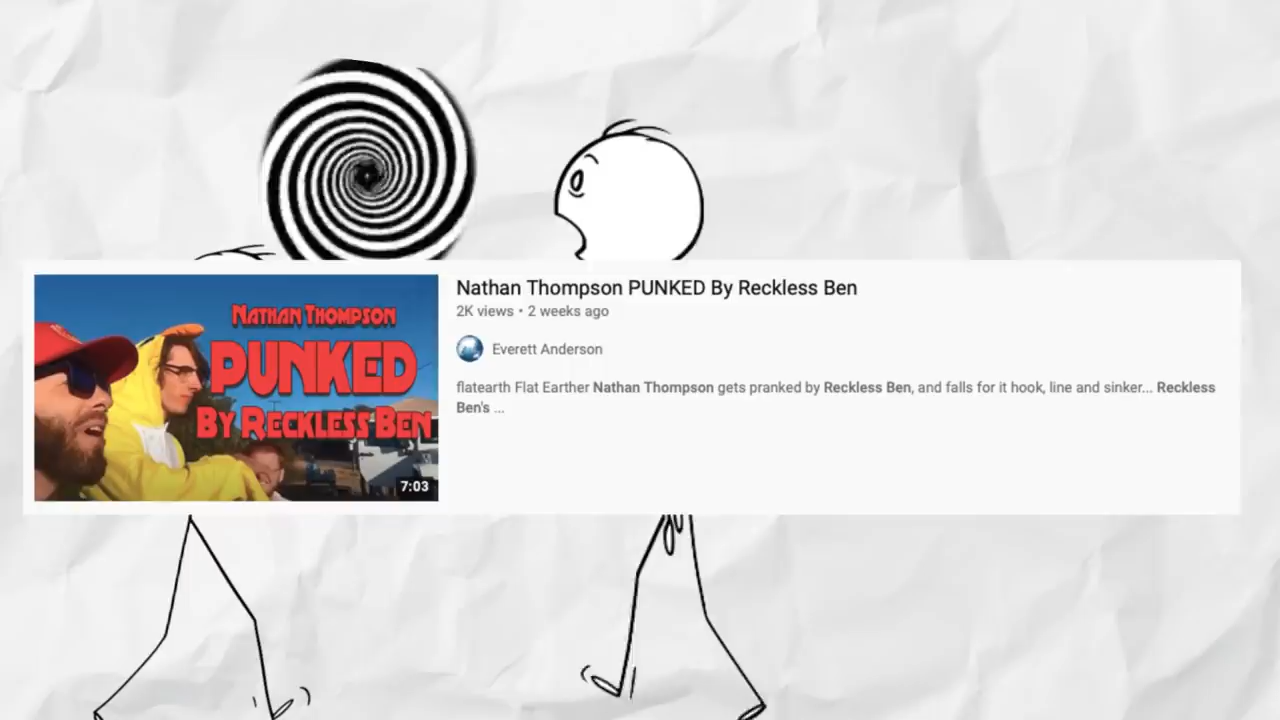 NATHAN THOMPSON
PUNKED
BY RECKLESS BEN
7:03
Nathan Thompson PUNKED By Reckless Ben
2K views • 2 weeks ago
Everett Anderson
flatearth Flat Earther Nathan Thompson gets pranked by Reckless Ben, and falls for it hook, line and sinker... Reckless
Ben's ...